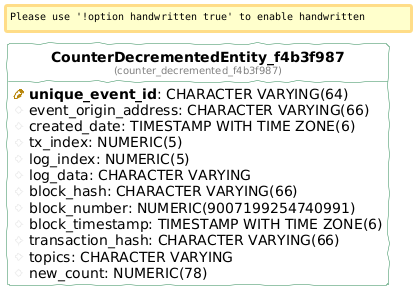 Please use '!option handwritten true' to enable handwritten
CounterDecrementedEntity_f4b3f987
(counter_decremented_f4b3f987)
unique_event_id: CHARACTER VARYING(64)
event_origin_address: CHARACTER VARYING(66)
created_date: TIMESTAMP WITH TIME ZONE(6)
tx_index: NUMERIC(5)
log_index: NUMERIC(5)
log_data: CHARACTER VARYING
block_hash: CHARACTER VARYING(66)
block_number: NUMERIC(9007199254740991)
block_timestamp: TIMESTAMP WITH TIME ZONE(6)
transaction_hash: CHARACTER VARYING(66)
topics: CHARACTER VARYING
new_count: NUMERIC(78)